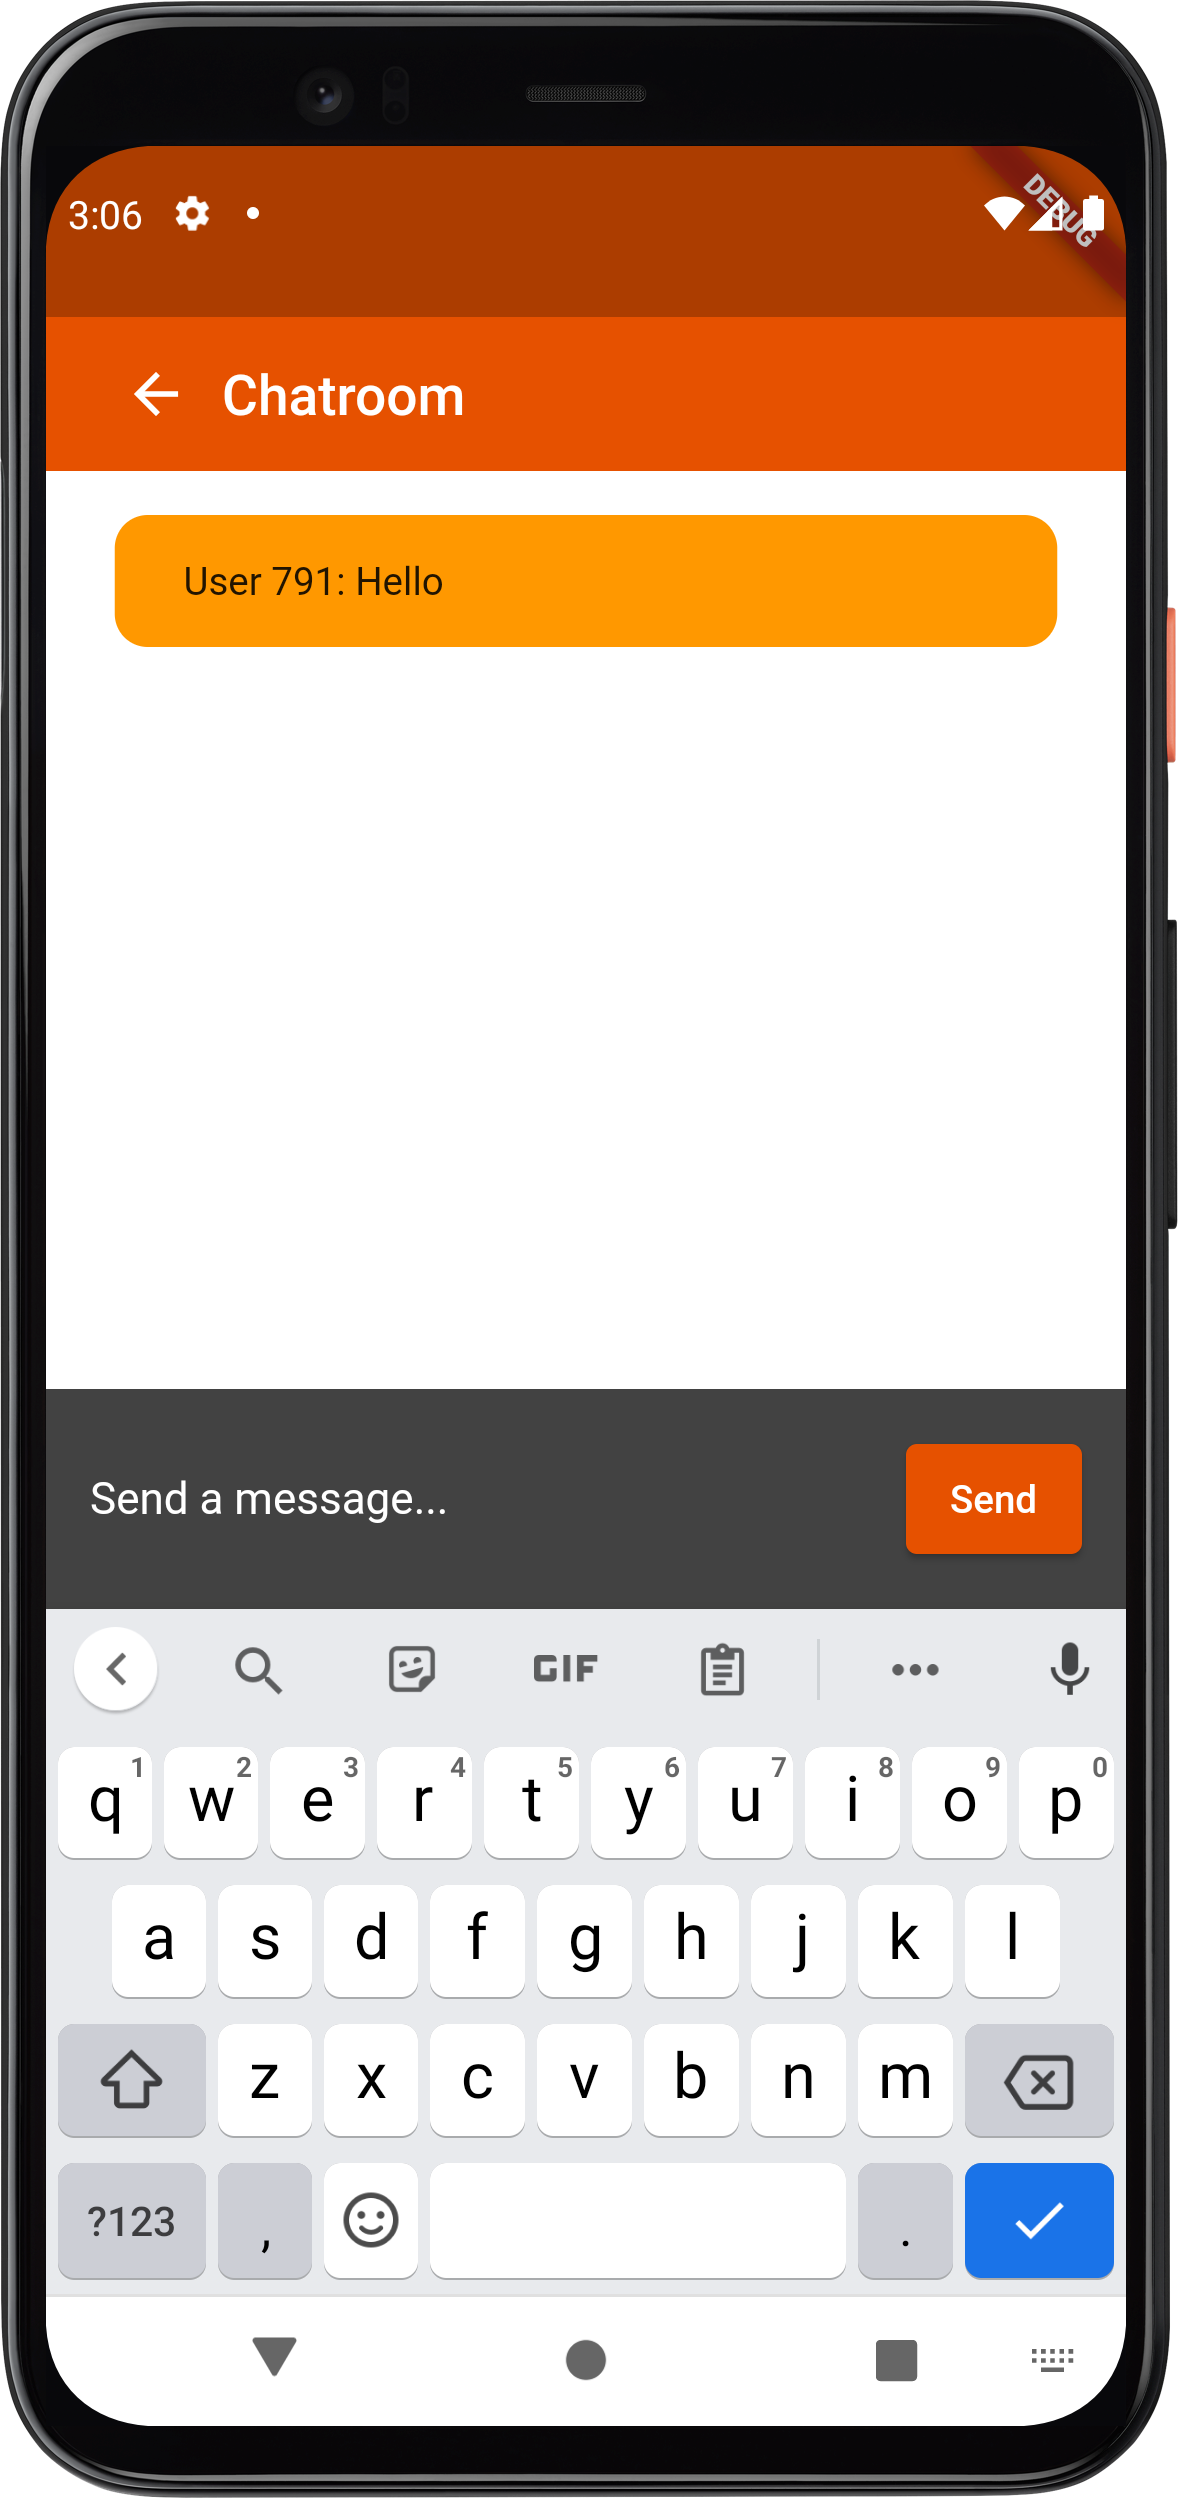 3:06
DEBUG
Chatroom
User 791: Hello
Send a message...
Send
GIF
1 2 3 4 5 6 7 8 9 0
q w e r t y u i o p
a s d f g h j k l
z x c v b n m
?123 , .